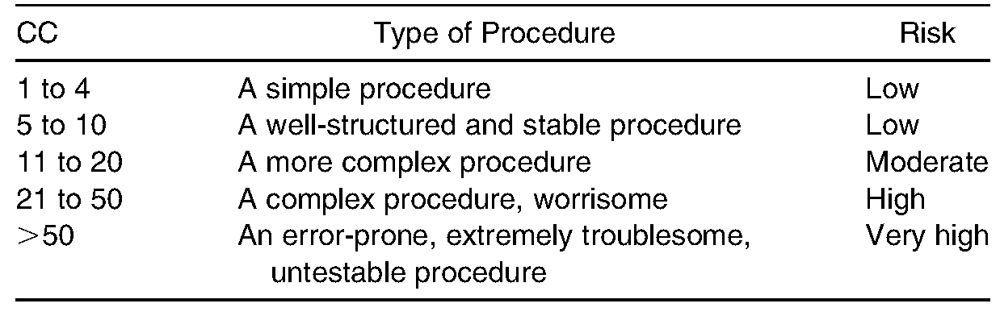 CC Type of Procedure Risk
1 to 4 A simple procedure Low
5 to 10 A well-structured and stable procedure Low
11 to 20 A more complex procedure Moderate
21 to 50 A complex procedure, worrisome High
>50 An error-prone, extremely troublesome, Very high
untestable procedure